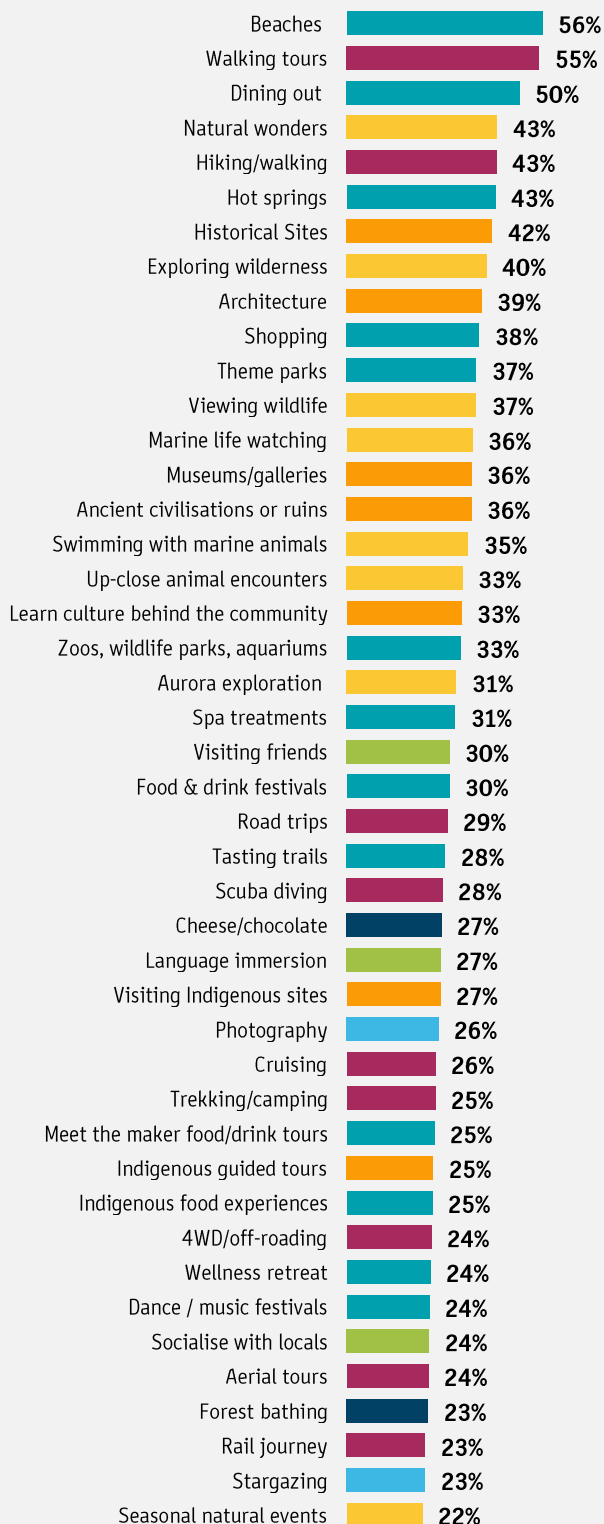 Beaches 56%
Walking tours 55%
Dining out 50%
Natural wonders 43%
Hiking/walking 43%
Hot springs 43%
Historical Sites 42%
Exploring wilderness 40%
Architecture 39%
Shopping 38%
Theme parks 37%
Viewing wildlife 37%
Marine life watching 36%
Museums/galleries 36%
Ancient civilisations or ruins 36%
Swimming with marine animals 35%
Up-close animal encounters 33%
Learn culture behind the community 33%
Zoos, wildlife parks, aquariums 33%
Aurora exploration 31%
Spa treatments 31%
Visiting friends 30%
Food & drink festivals 30%
Road trips 29%
Tasting trails 28%
Scuba diving 28%
Cheese/chocolate 27%
Language immersion 27%
Visiting Indigenous sites 27%
Photography 26%
Cruising 26%
Trekking/camping 25%
Meet the maker food/drink tours 25%
Indigenous guided tours 25%
Indigenous food experiences 25%
4WD/off-roading 24%
Wellness retreat 24%
Dance / music festivals 24%
Socialise with locals 24%
Aerial tours 24%
Forest bathing 23%
Rail journey 23%
Stargazing 23%
Seasonal natural events 22%